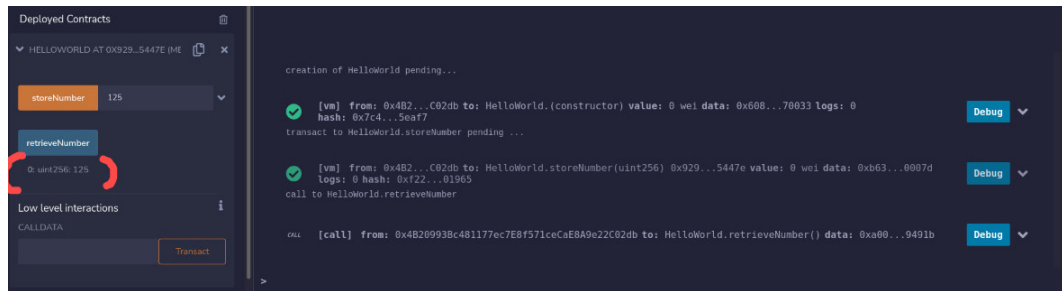 Deployed Contracts
HELLOWORLD AT 0X929...5447E (ME
storeNumber 125
retrieveNumber
0: uint256: 125
Low level interactions
CALLDATA
Transact
creation of HelloWorld pending...
[vm] from: 0x4B2...C02db to: HelloWorld.(constructor) value: 0 wei data: 0x608...70033 logs: 0
hash: 0x7c4...5eaf7
Debug
transact to HelloWorld.storeNumber pending ...
[vm] from: 0x4B2...C02db to: HelloWorld.storeNumber(uint256) 0x929...5447e value: 0 wei data: 0xb63...0007d
logs: 0 hash: 0xf22...01965
Debug
call to HelloWorld.retrieveNumber
CALL [call] from: 0x4B20993Bc481177ec7E8f571ceCaE8A9e22C02db to: HelloWorld.retrieveNumber() data: 0xa00...9491b
Debug
>